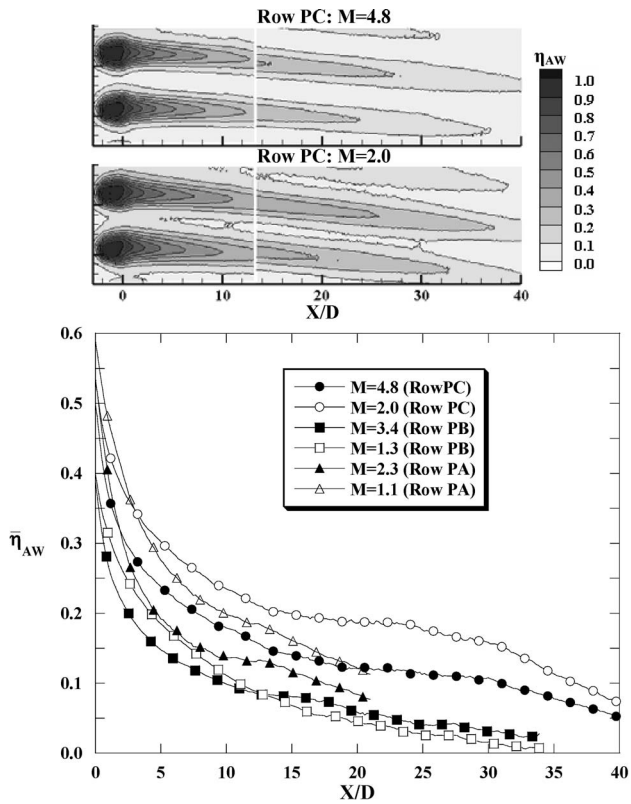 Row PC: M=4.8
ηAW
1.0
0.9
0.8
0.7
0.6
0.5
0.4
0.3
0.2
0.1
0.0
Row PC: M=2.0
0 10 20 30 40
X/D
0.6
0.5
0.4
0.3
0.2
0.1
0.0
η̅AW
M=4.8 (RowPC)
M=2.0 (Row PC)
M=3.4 (Row PB)
M=1.3 (Row PB)
M=2.3 (Row PA)
M=1.1 (Row PA)
0 5 10 15 20 25 30 35 40
X/D